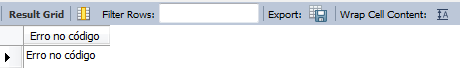 Result Grid Filter Rows: Export: Wrap Cell Content:
Erro no código
Erro no código